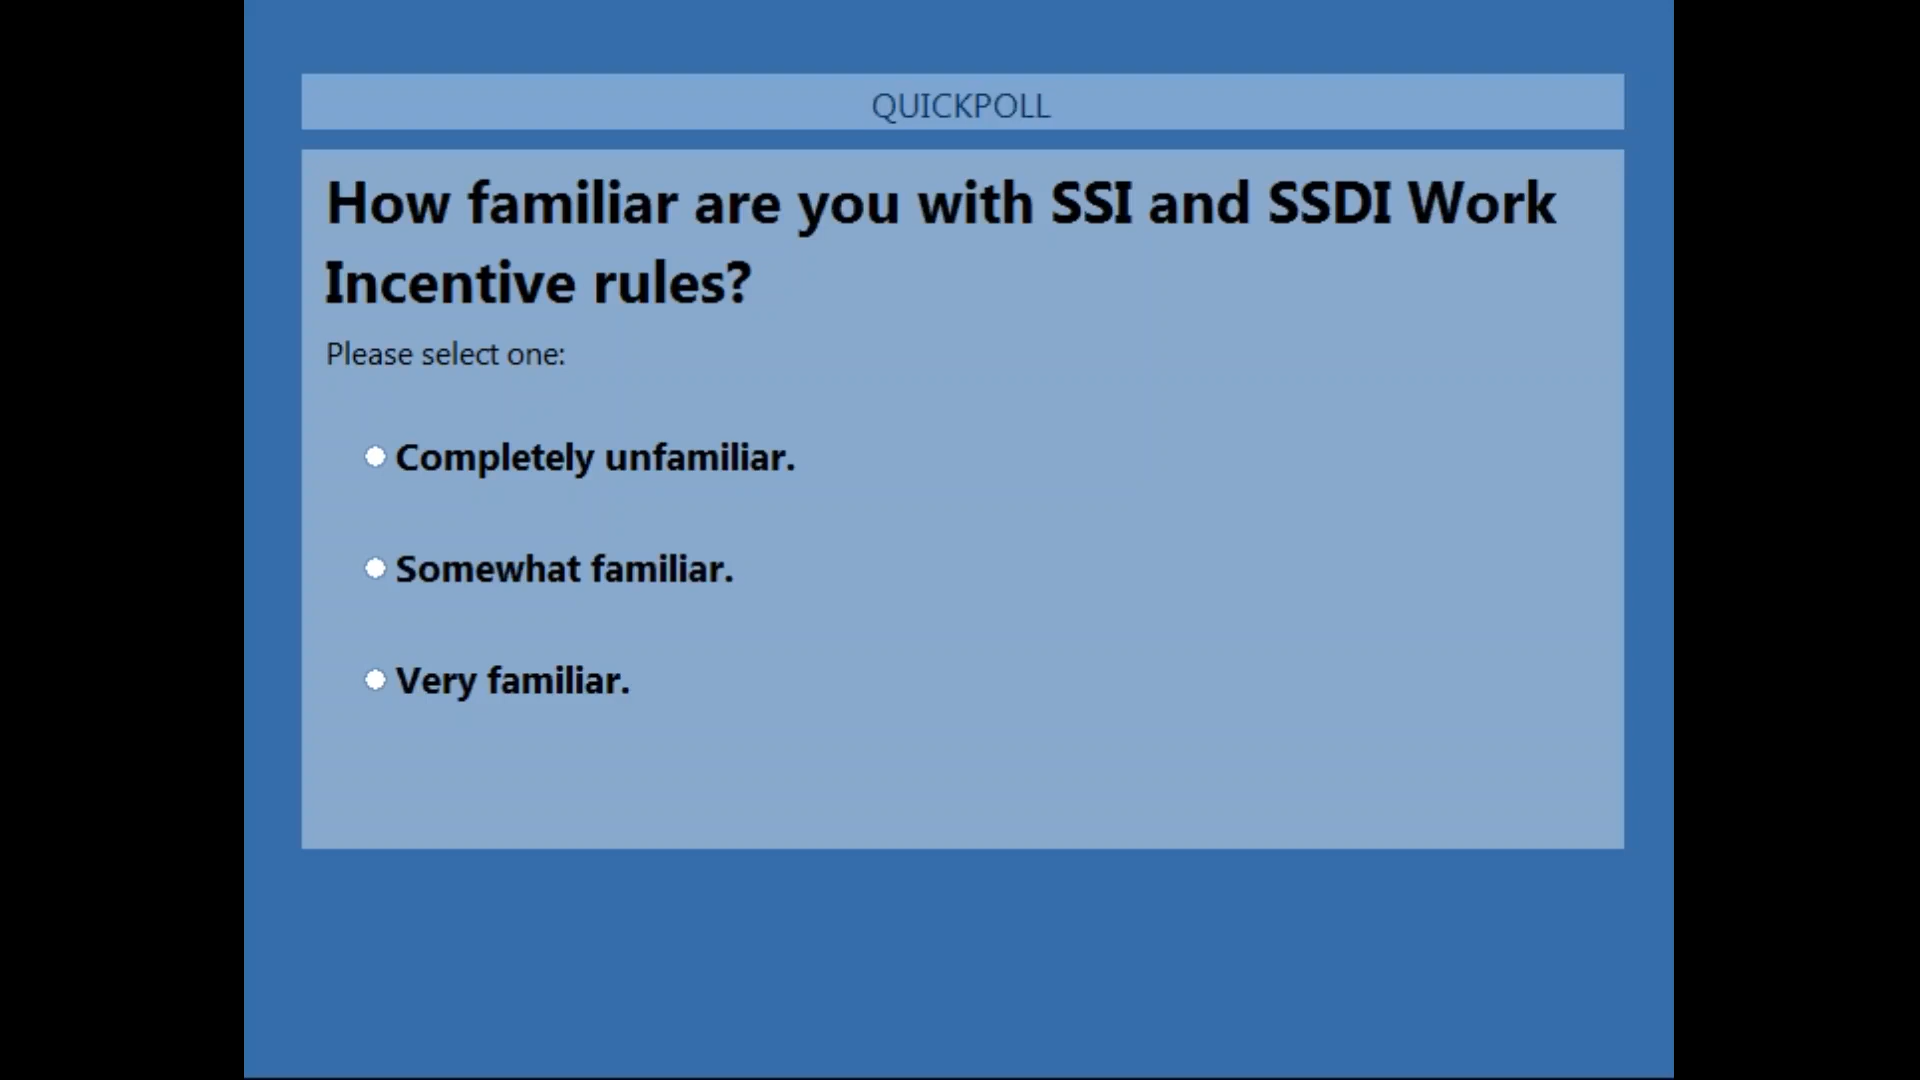 QUICKPOLL
How familiar are you with SSI and SSDI Work
Incentive rules?
Please select one:
Completely unfamiliar.
Somewhat familiar.
Very familiar.